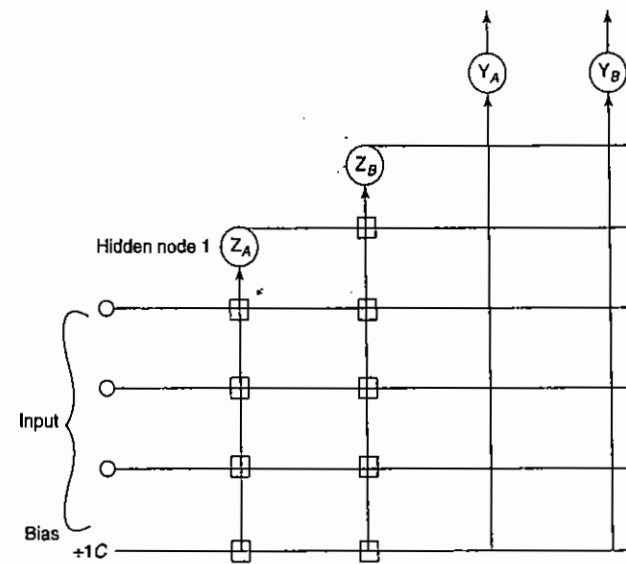 Y_A Y_B
Z_B
Hidden node 1 Z_A
Input
Bias
+1C